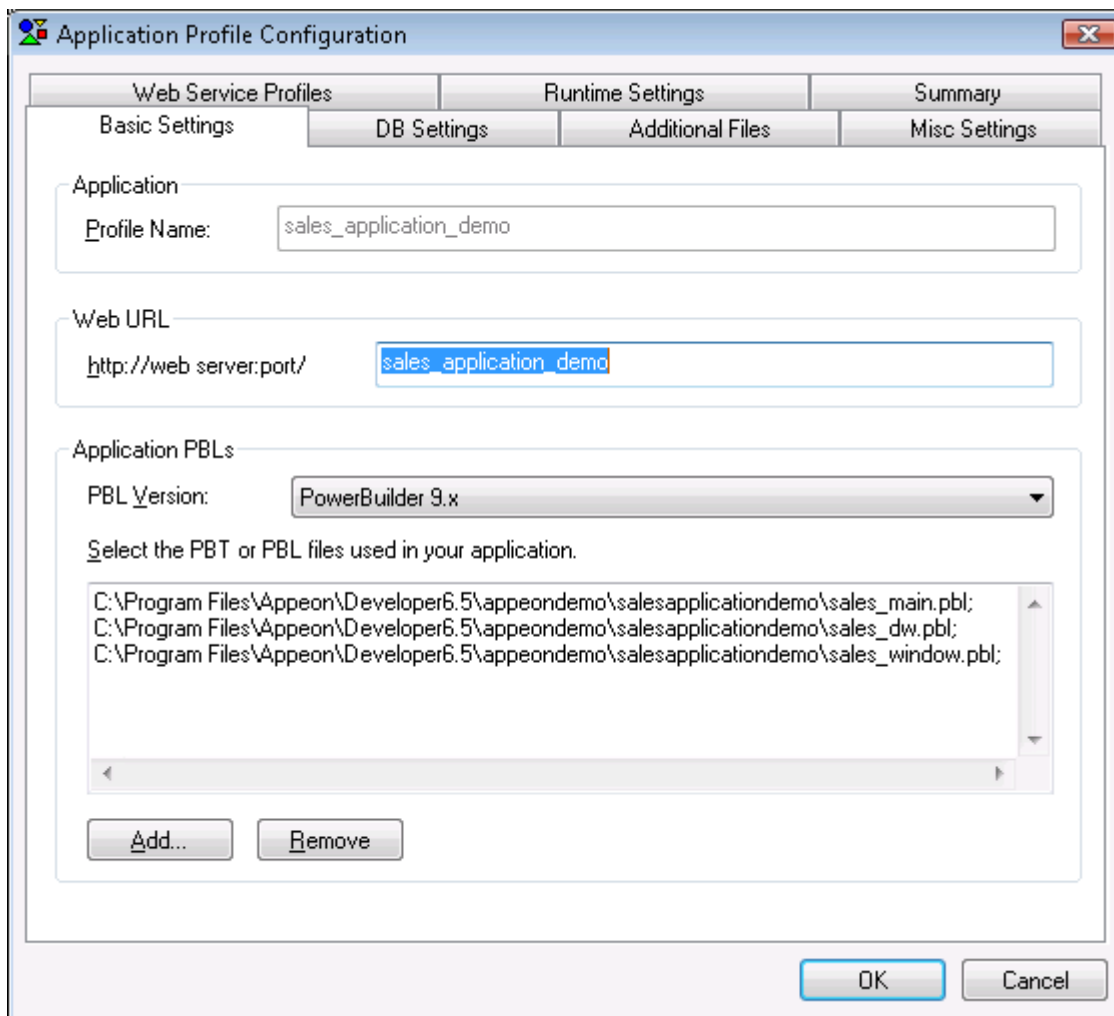 Application Profile Configuration
Web Service Profiles Runtime Settings Summary
Basic Settings DB Settings Additional Files Misc Settings
Application
Profile Name: sales_application_demo
Web URL
http://web server:port/ sales_application_demo
Application PBLs
PBL Version: PowerBuilder 9.x
Select the PBT or PBL files used in your application.
C:\Program Files\Appeon\Developer6.5\appeondemo\salesapplicationdemo\sales_main.pbl;
C:\Program Files\Appeon\Developer6.5\appeondemo\salesapplicationdemo\sales_dw.pbl;
C:\Program Files\Appeon\Developer6.5\appeondemo\salesapplicationdemo\sales_window.pbl;
Add... Remove
OK Cancel